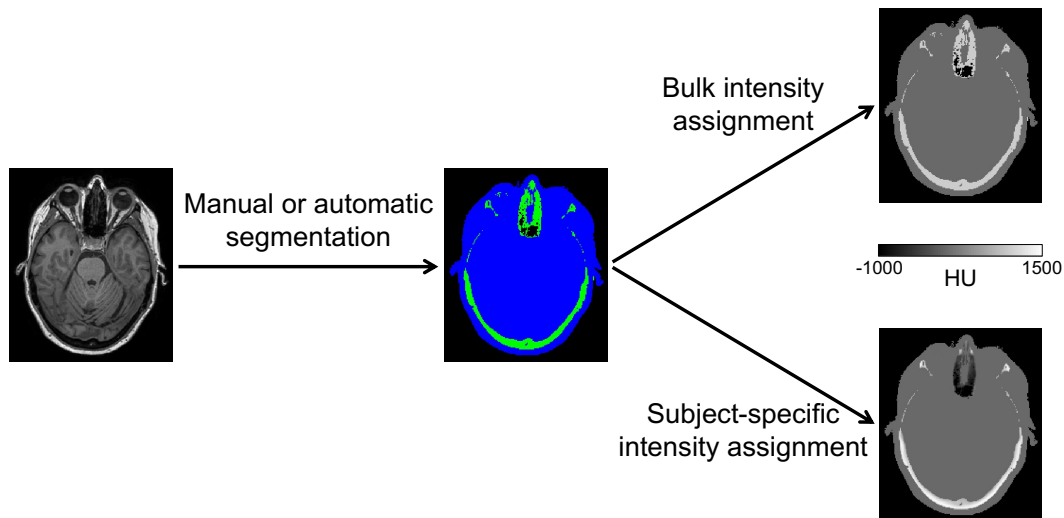 Bulk intensity
assignment
Manual or automatic
segmentation
-1000 1500
HU
Subject-specific
intensity assignment